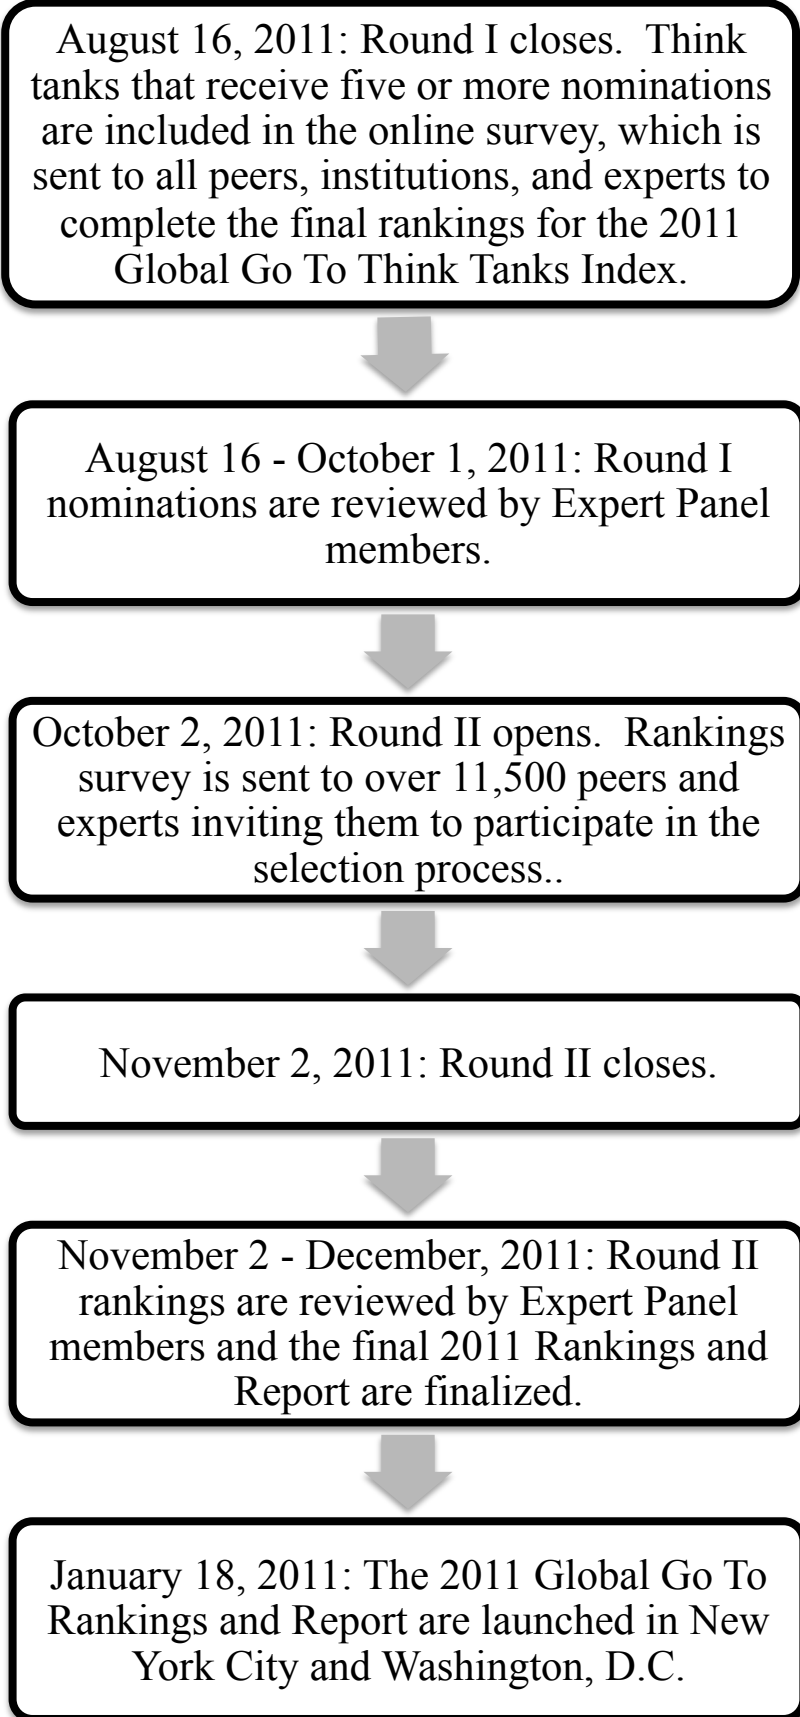 August 16, 2011: Round I closes.  Think
tanks that receive five or more nominations
are included in the online survey, which is
sent to all peers, institutions, and experts to
complete the final rankings for the 2011
Global Go To Think Tanks Index.
August 16 - October 1, 2011: Round I
nominations are reviewed by Expert Panel
members.
October 2, 2011: Round II opens.  Rankings
survey is sent to over 11,500 peers and
experts inviting them to participate in the
selection process..
November 2, 2011: Round II closes.
November 2 - December, 2011: Round II
rankings are reviewed by Expert Panel
members and the final 2011 Rankings and
Report are finalized.
January 18, 2011: The 2011 Global Go To
Rankings and Report are launched in New
York City and Washington, D.C.